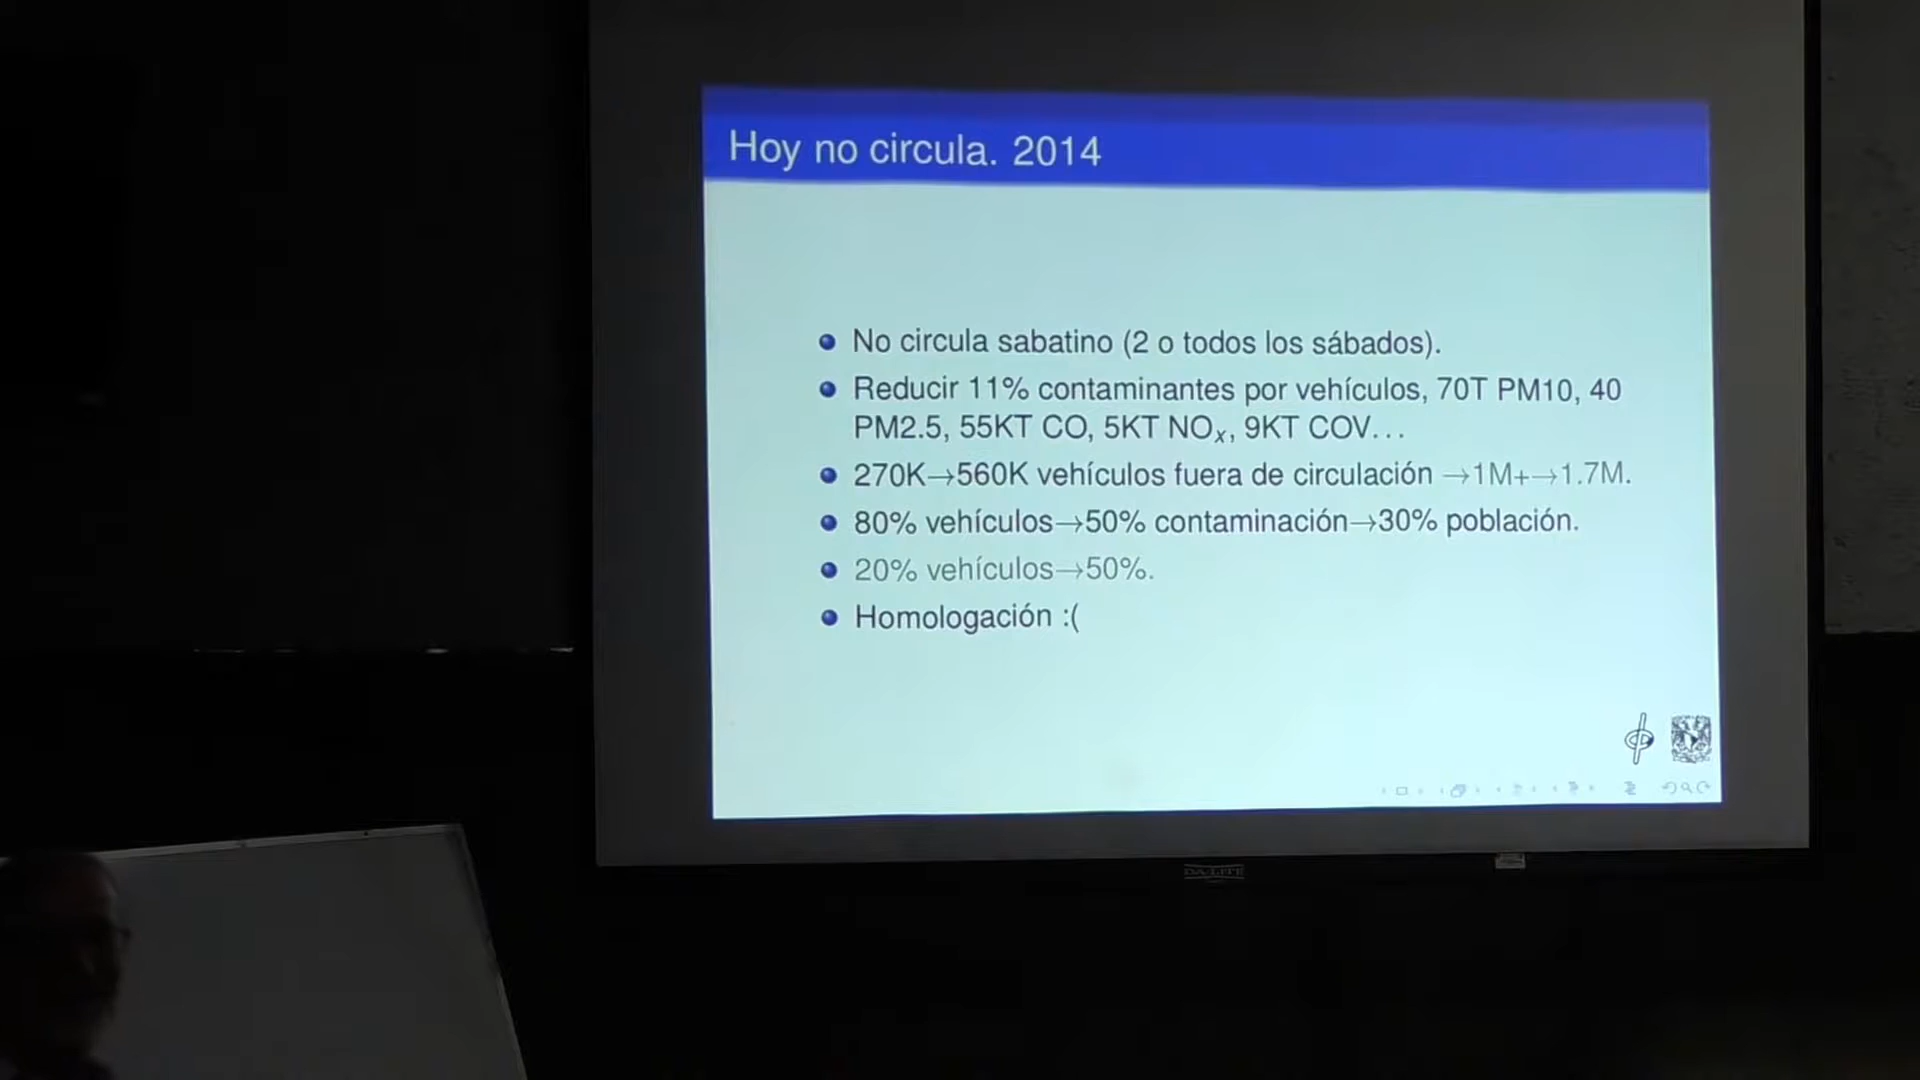 Hoy no circula. 2014
No circula sabatino (2 o todos los sábados).
Reducir 11% contaminantes por vehículos, 70T PM10, 40
PM2.5, 55KT CO, 5KT NOₓ, 9KT COV...
270K→560K vehículos fuera de circulación →1M+→1.7M.
80% vehículos→50% contaminación→30% población.
20% vehículos→50%.
Homologación :(
DA-LITE